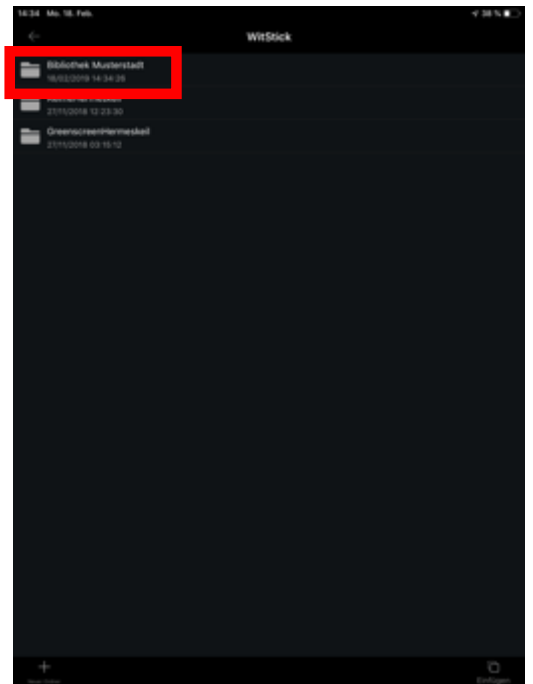 14:34 Mo. 18. Feb.
38 %
WitStick
Bibliothek Musterstadt
18/02/2019 14:34:26
27/11/2018 12:23:30
GreenscreenHermeskeil
27/11/2018 03:15:12
Einfügen